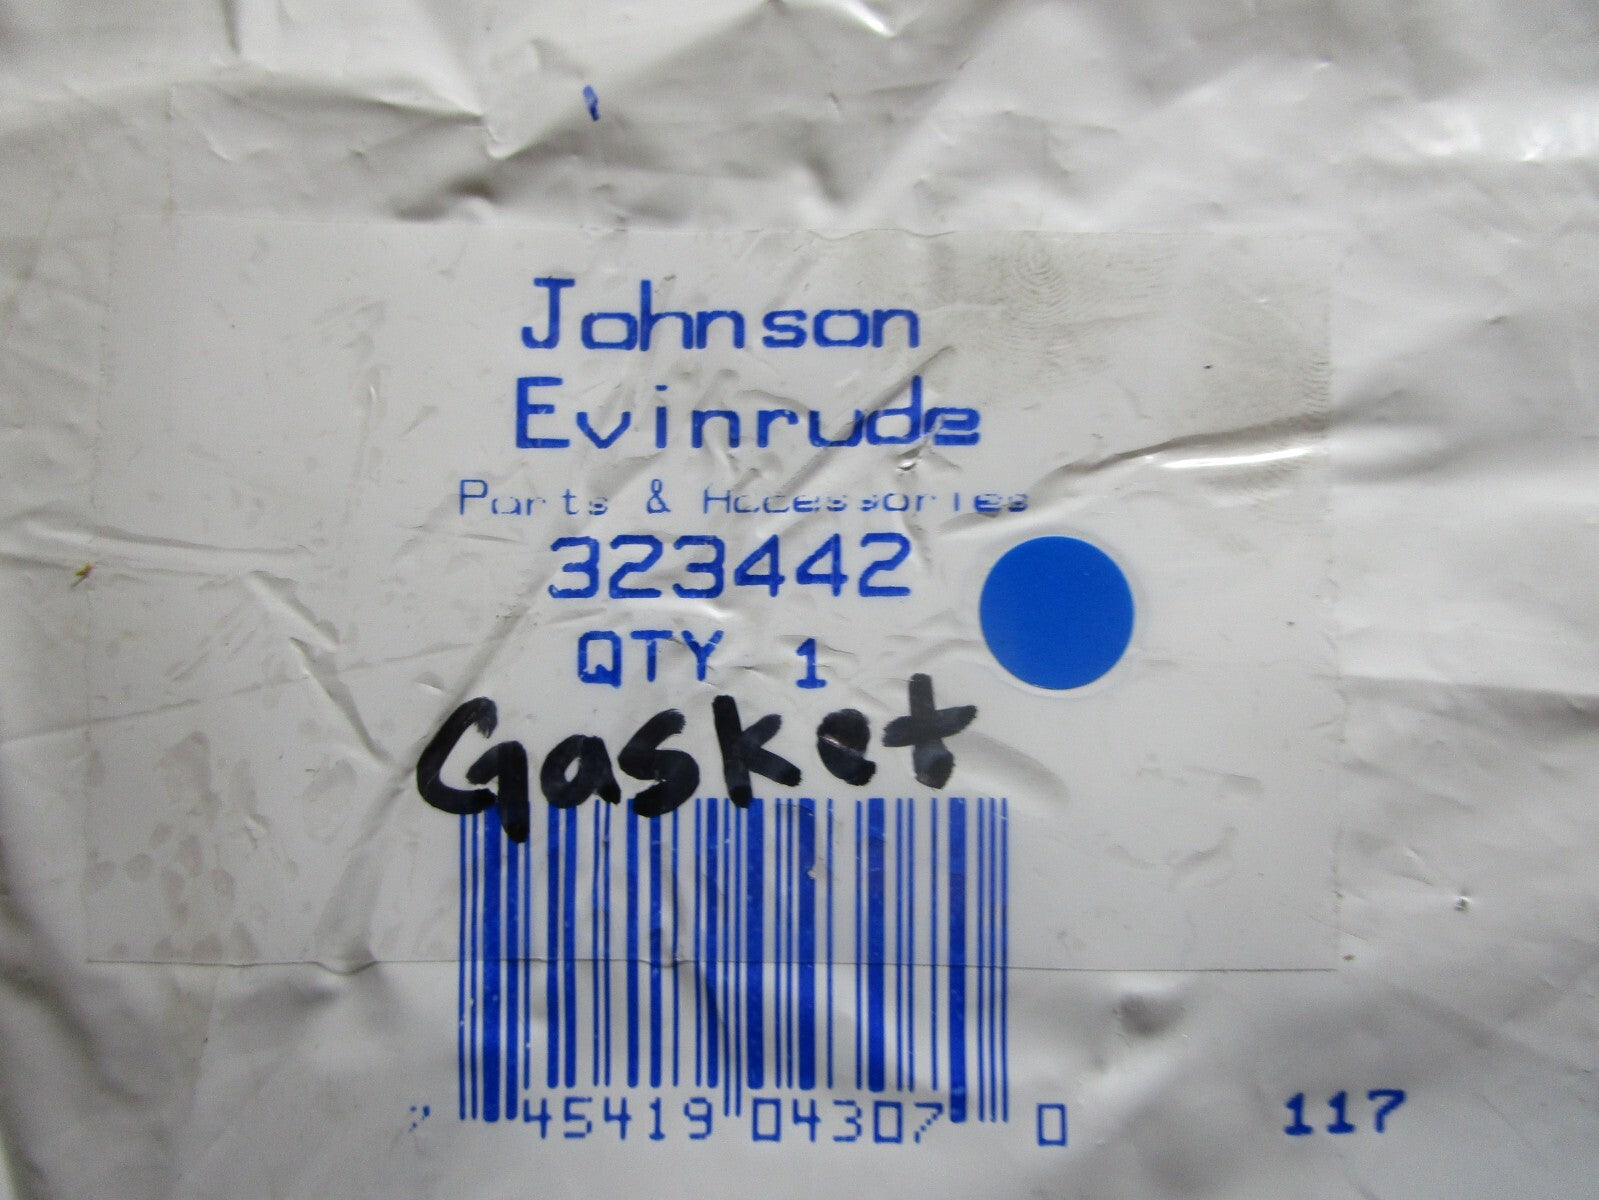 Johnson
Evinrude
Parts & Accessories
323442
QTY 1
Gasket
45419 04307 0
117